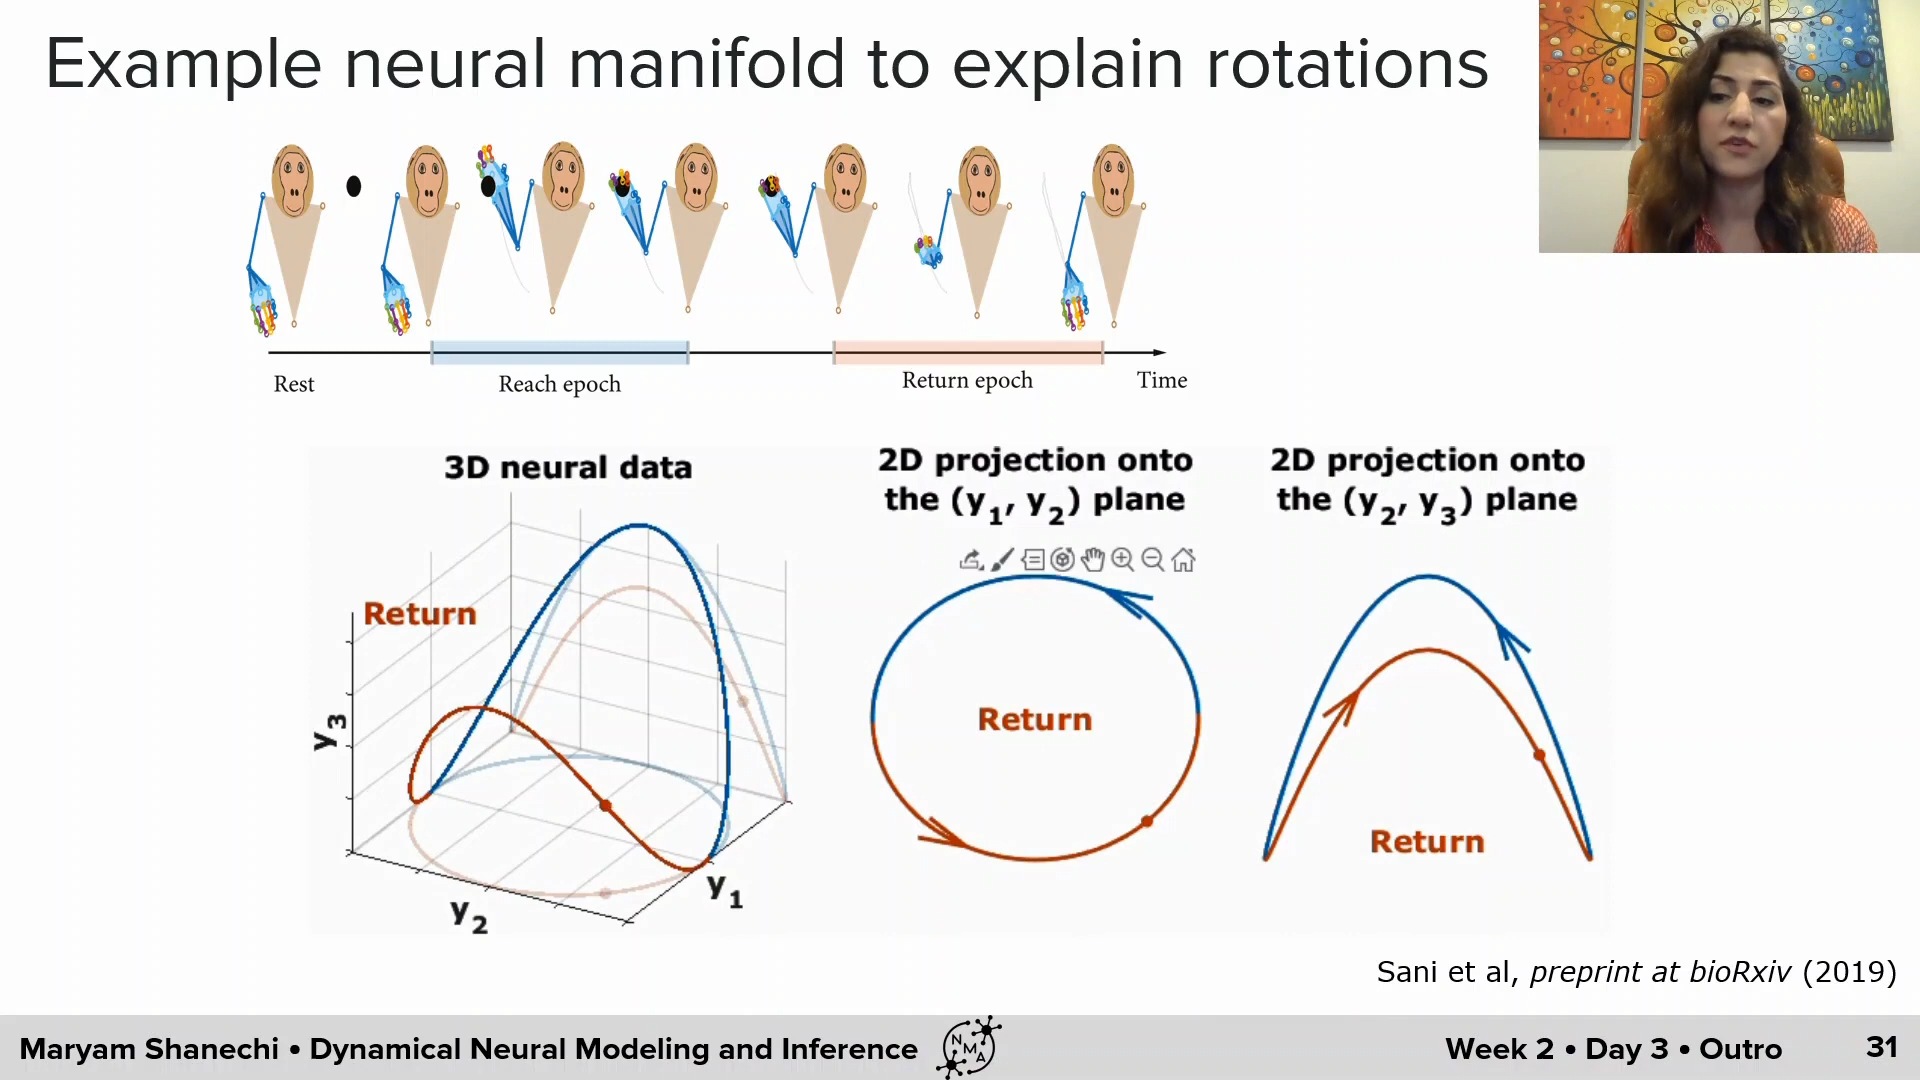 Example neural manifold to explain rotations
Rest
Reach epoch
Return epoch
Time
3D neural data
Return
y3
y2
y1
2D projection onto
the (y1, y2) plane
Return
2D projection onto
the (y2, y3) plane
Return
Sani et al, preprint at bioRxiv (2019)
Maryam Shanechi • Dynamical Neural Modeling and Inference
NMA
Week 2 • Day 3 • Outro
31